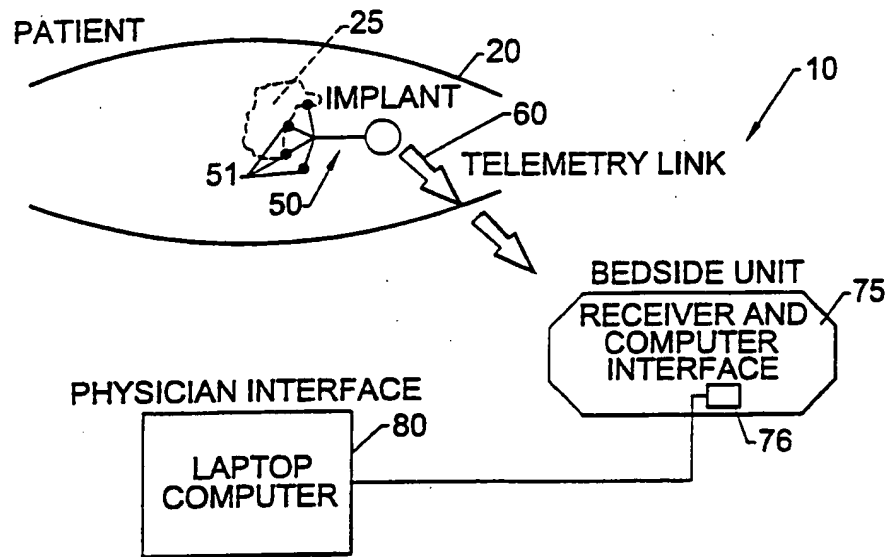 PATIENT
25
20
10
IMPLANT
60
51
50
TELEMETRY LINK
BEDSIDE UNIT
75
RECEIVER AND
COMPUTER
INTERFACE
76
PHYSICIAN INTERFACE
80
LAPTOP
COMPUTER